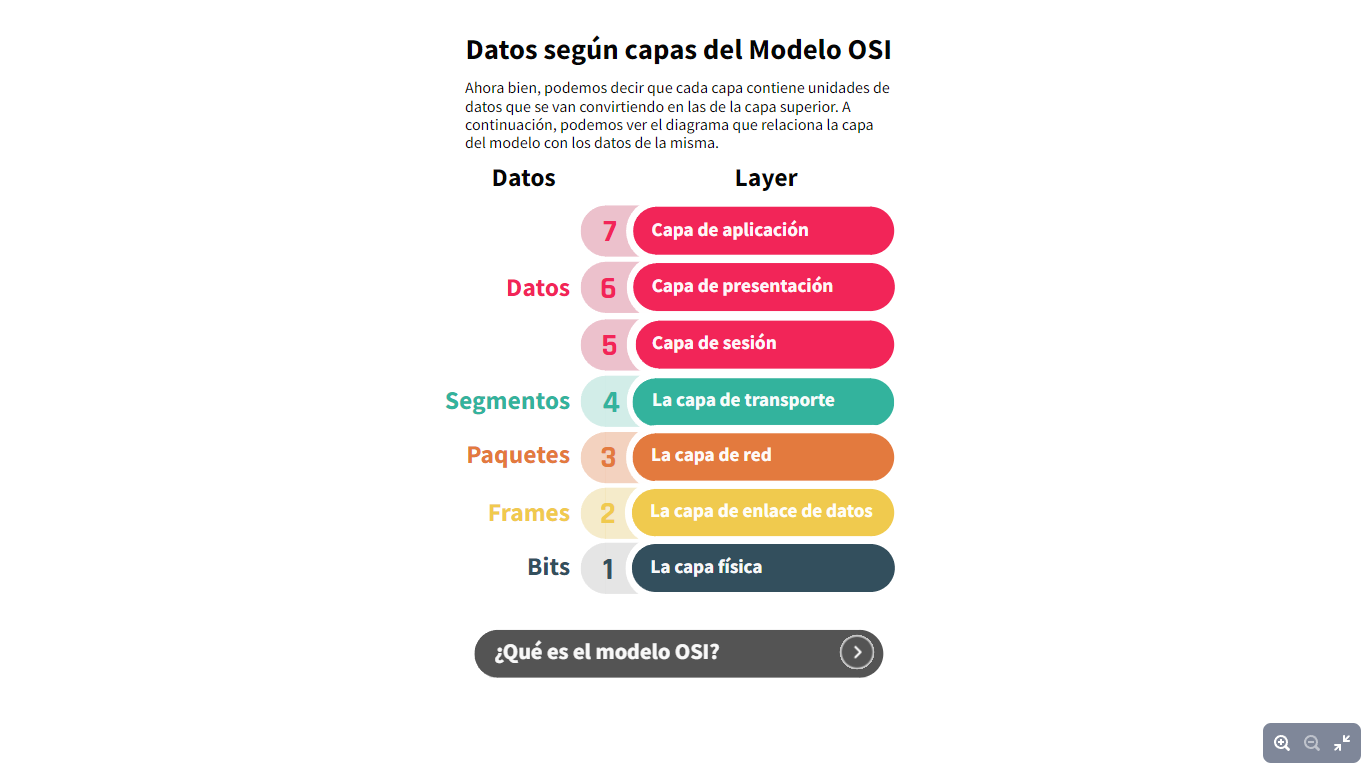 Datos según capas del Modelo OSI
Ahora bien, podemos decir que cada capa contiene unidades de
datos que se van convirtiendo en las de la capa superior. A
continuación, podemos ver el diagrama que relaciona la capa
del modelo con los datos de la misma.
Datos Layer
7 Capa de aplicación
Datos 6 Capa de presentación
5 Capa de sesión
Segmentos 4 La capa de transporte
Paquetes 3 La capa de red
Frames 2 La capa de enlace de datos
Bits 1 La capa física
¿Qué es el modelo OSI?